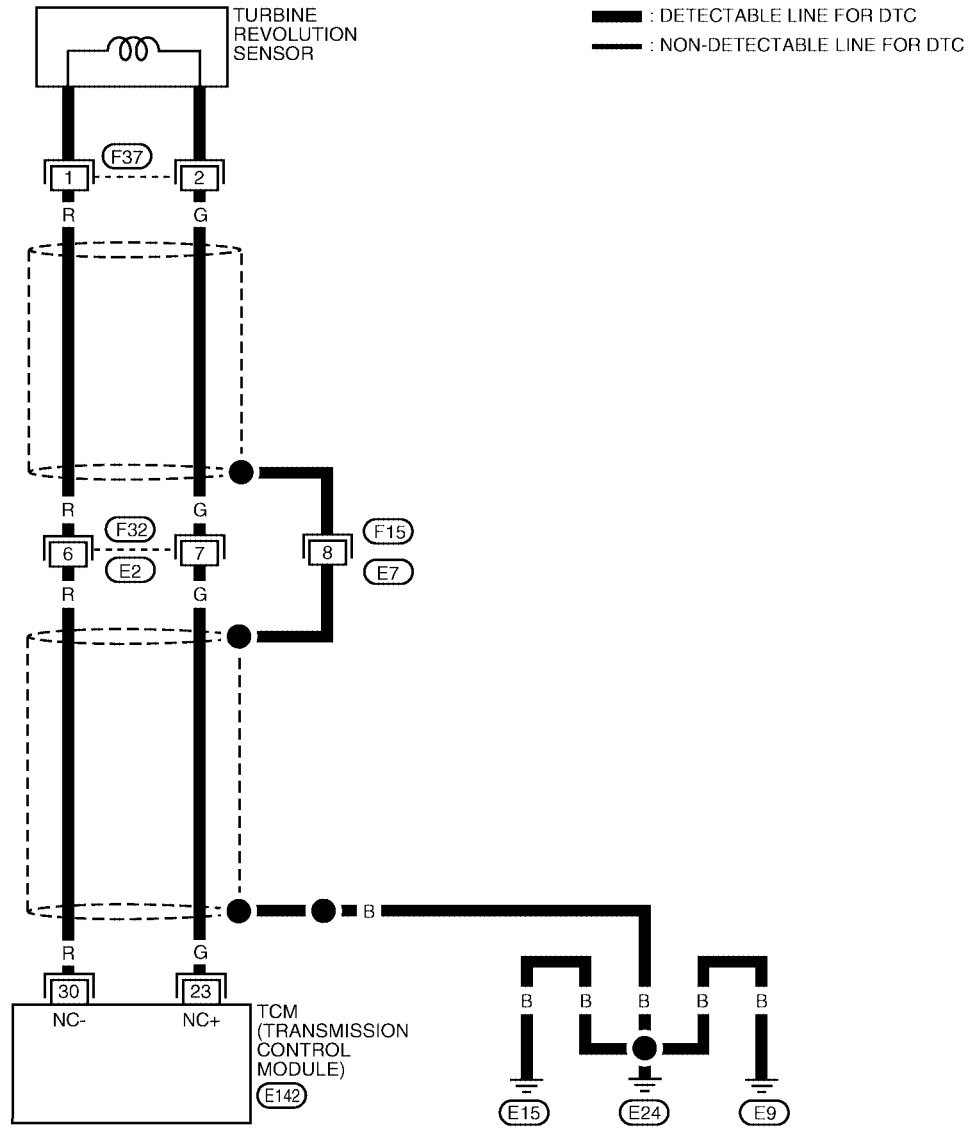 TURBINE
REVOLUTION
SENSOR
: DETECTABLE LINE FOR DTC
: NON-DETECTABLE LINE FOR DTC
F37
1 2
R G
R G
F32
F15
6 7 8
E2
E7
R G
B
R G
30 23
NC- NC+
TCM
(TRANSMISSION
CONTROL
MODULE)
E142
B B B B B
E15 E24 E9